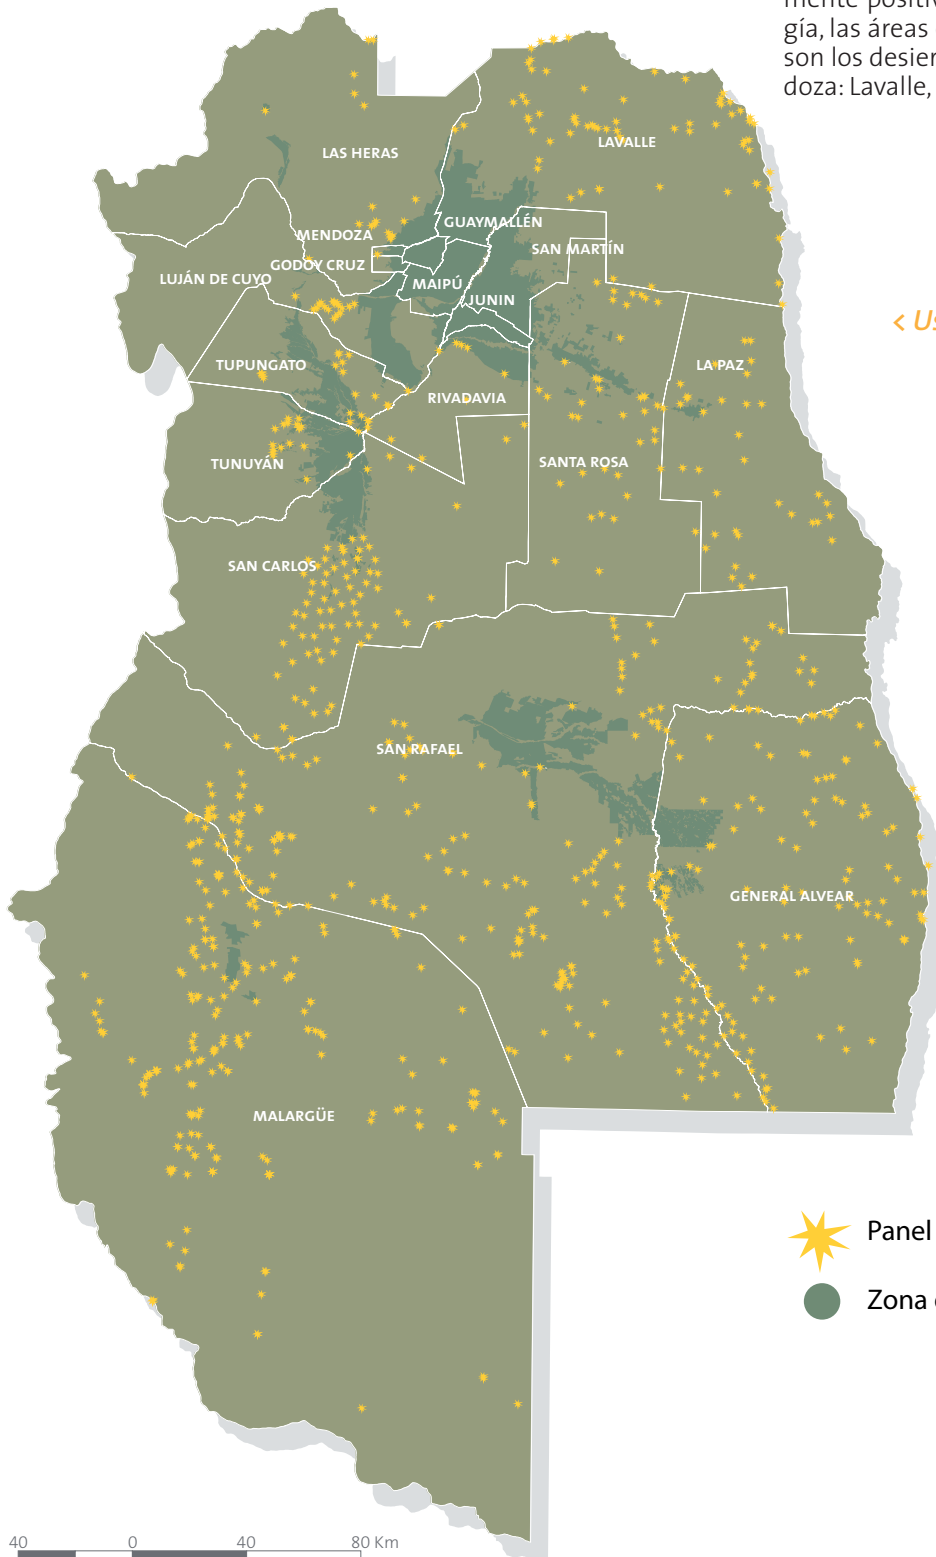 mente positiv
gía, las áreas
son los desier
doza: Lavalle,
LAS HERAS
LAVALLE
GUAYMALLÉN
MENDOZA
SAN MARTÍN
GODOY CRUZ
LUJÁN DE CUYO
MAIPÚ
JUNIN
< Us
TUPUNGATO
LA PAZ
RIVADAVIA
TUNUYÁN
SANTA ROSA
SAN CARLOS
SAN RAFAEL
GENERAL ALVEAR
MALARGÜE
Panel
Zona
40 0 40 80 Km